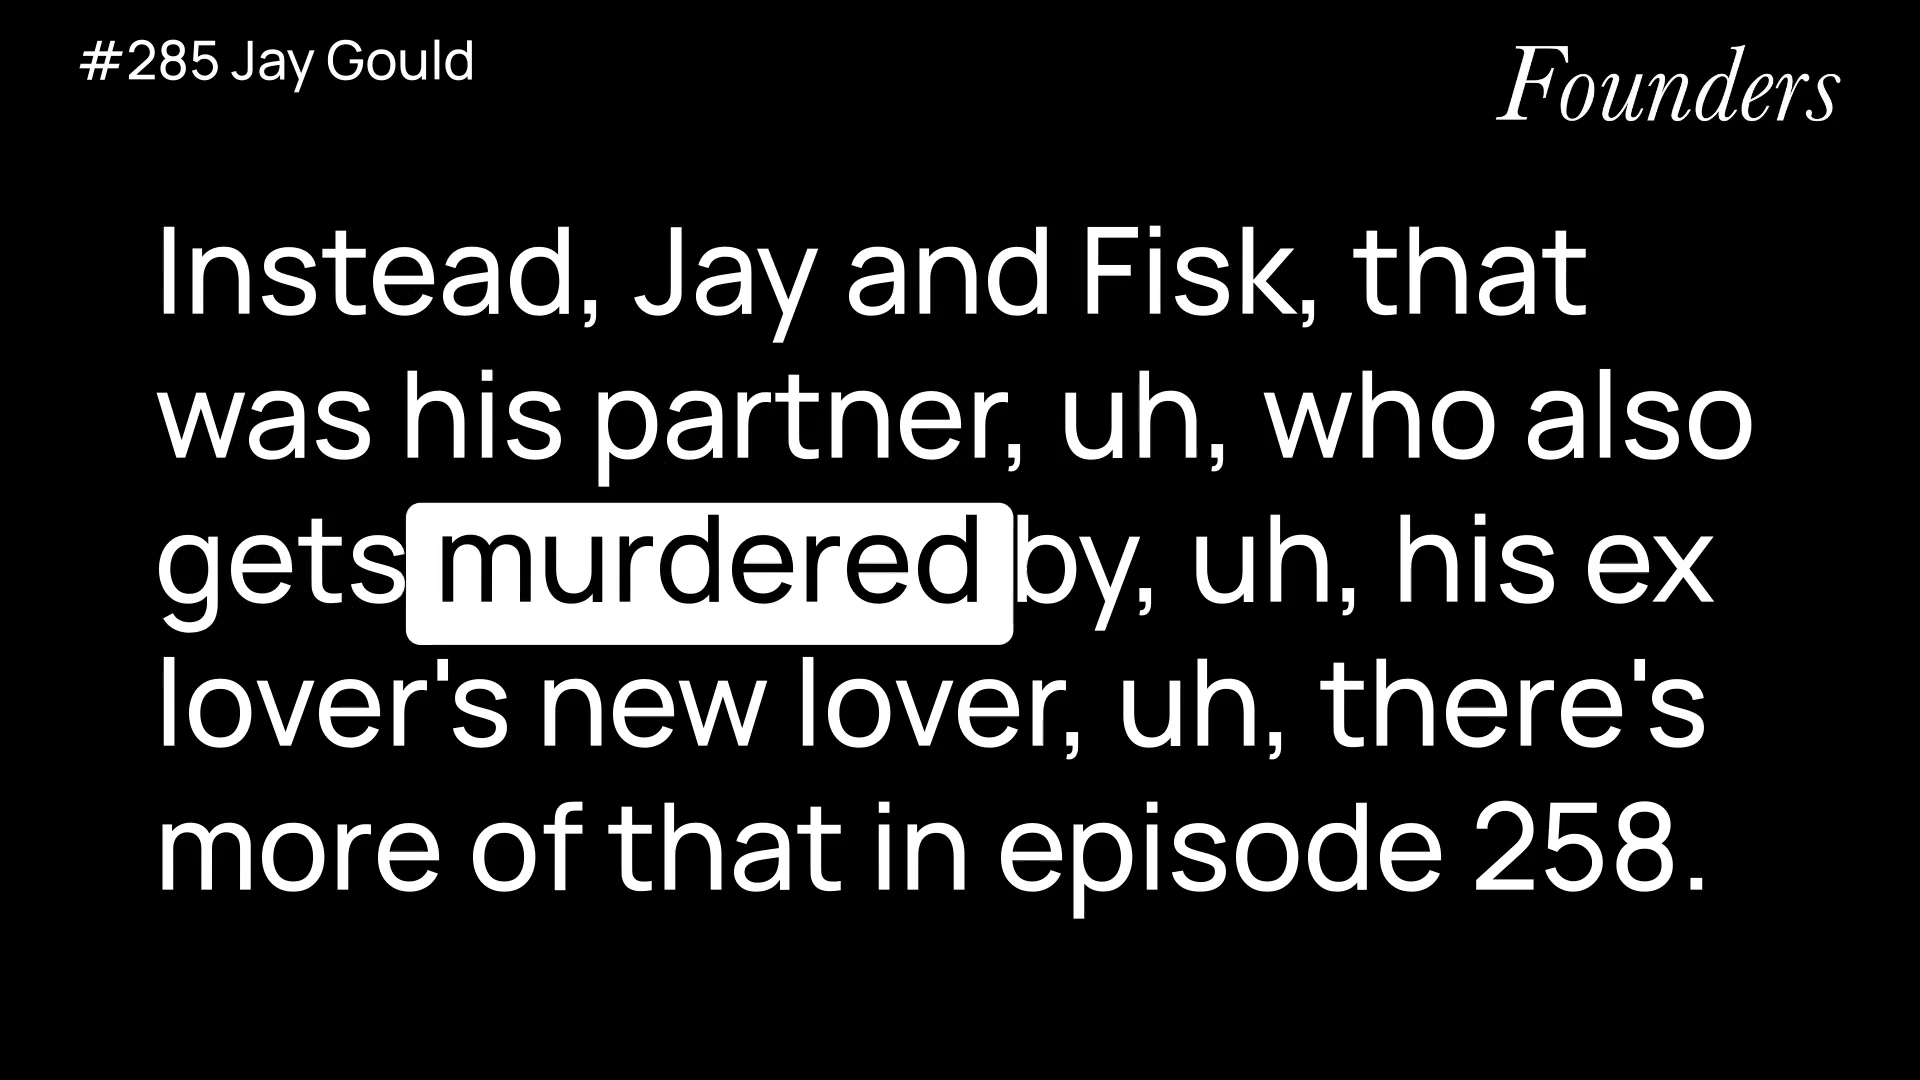 #285 Jay Gould
Founders
Instead, Jay and Fisk, that
was his partner, uh, who also
gets murdered by, uh, his ex
lover's new lover, uh, there's
more of that in episode 258.